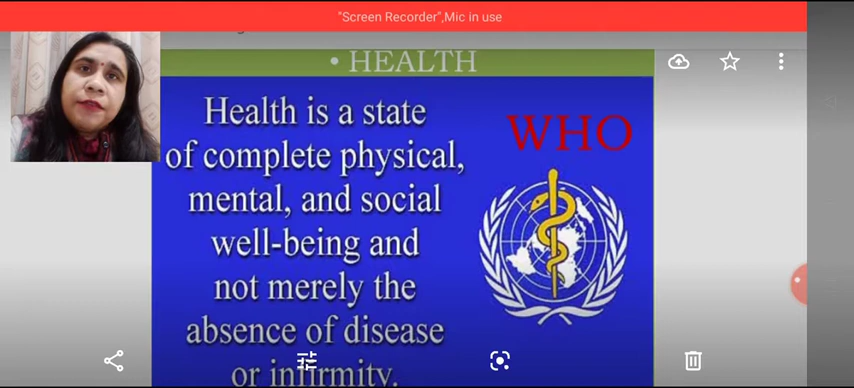 "Screen Recorder",Mic in use
• HEALTH
Health is a state
of complete physical,
mental, and social
well-being and
not merely the
absence of disease
or infirmity.
WHO